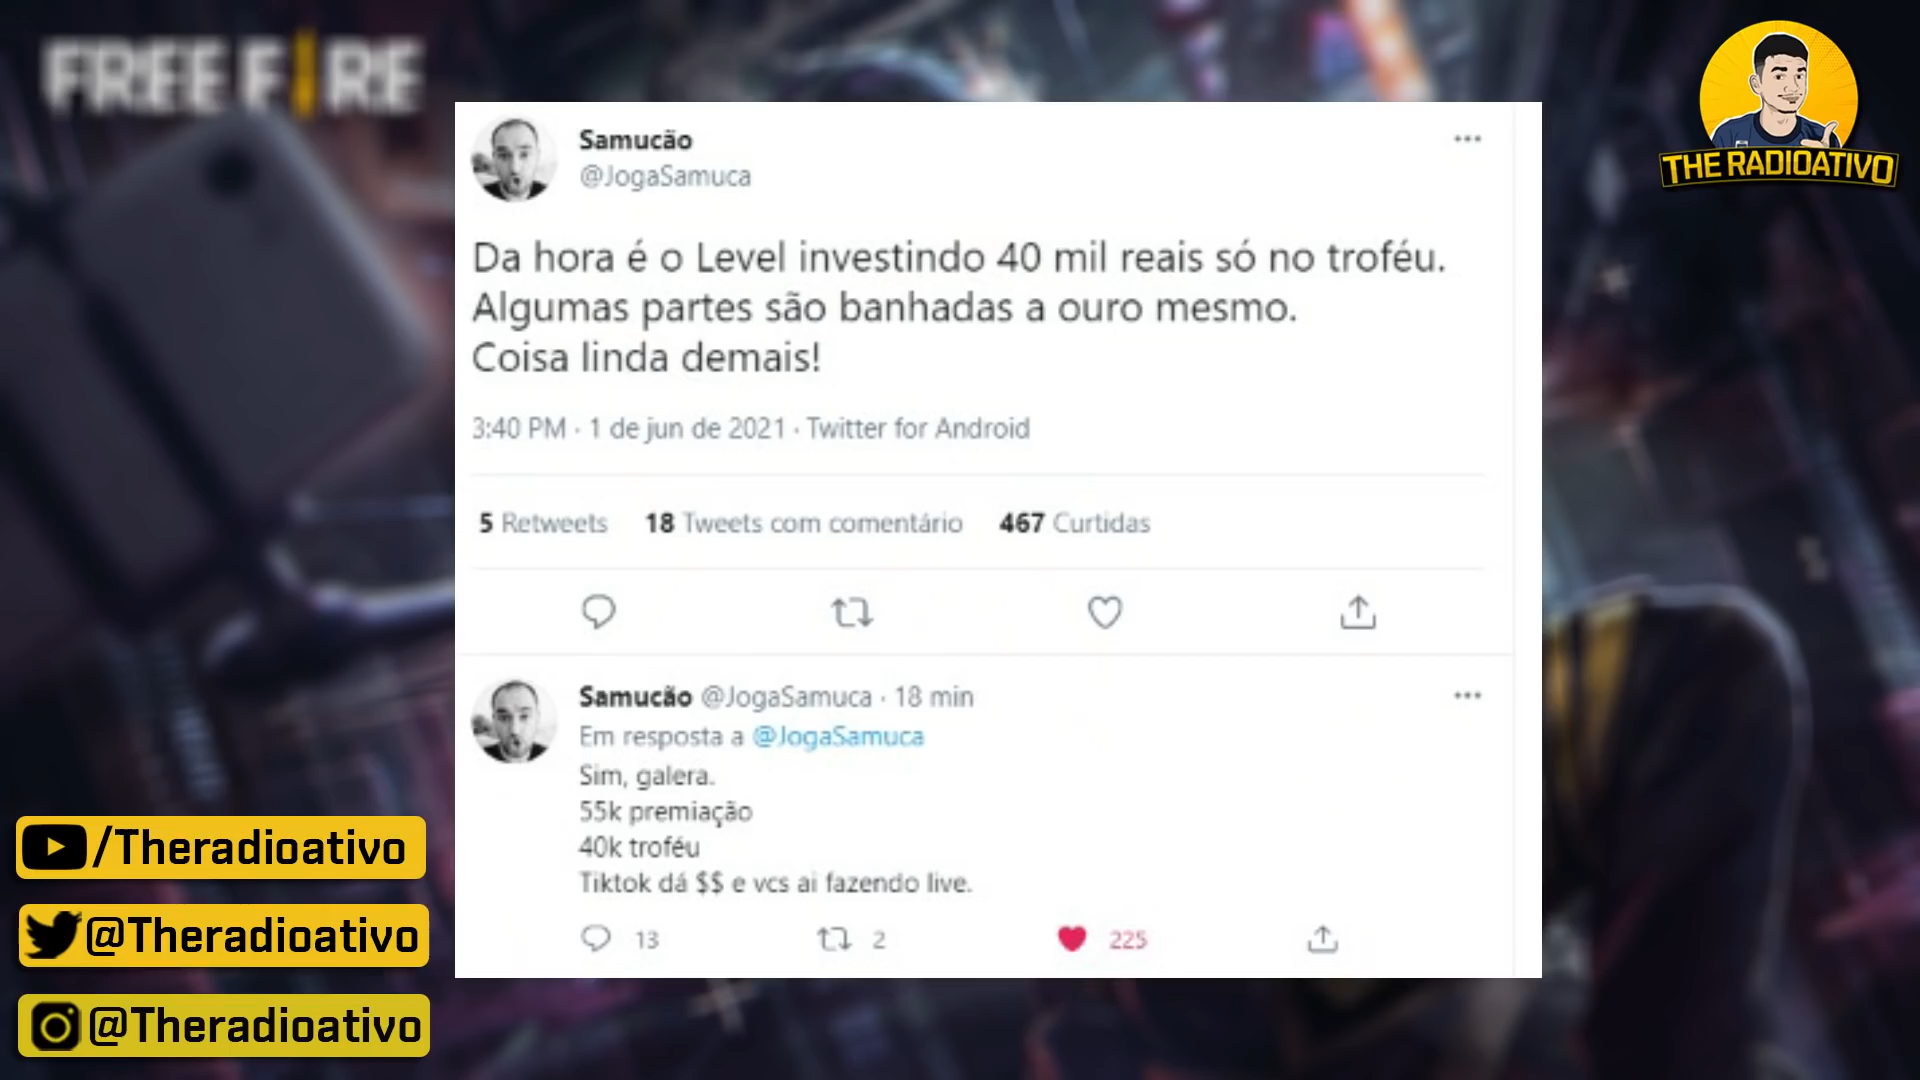 FREE FIRE
THE RADIOATIVO
Samucão
@JogaSamuca
Da hora é o Level investindo 40 mil reais só no troféu.
Algumas partes são banhadas a ouro mesmo.
Coisa linda demais!
3:40 PM · 1 de jun de 2021 · Twitter for Android
5 Retweets 18 Tweets com comentário 467 Curtidas
Samucão @JogaSamuca · 18 min
Em resposta a @JogaSamuca
Sim, galera.
55k premiação
40k troféu
Tiktok dá $$ e vcs ai fazendo live.
13 2 225
/Theradioativo
@Theradioativo
@Theradioativo